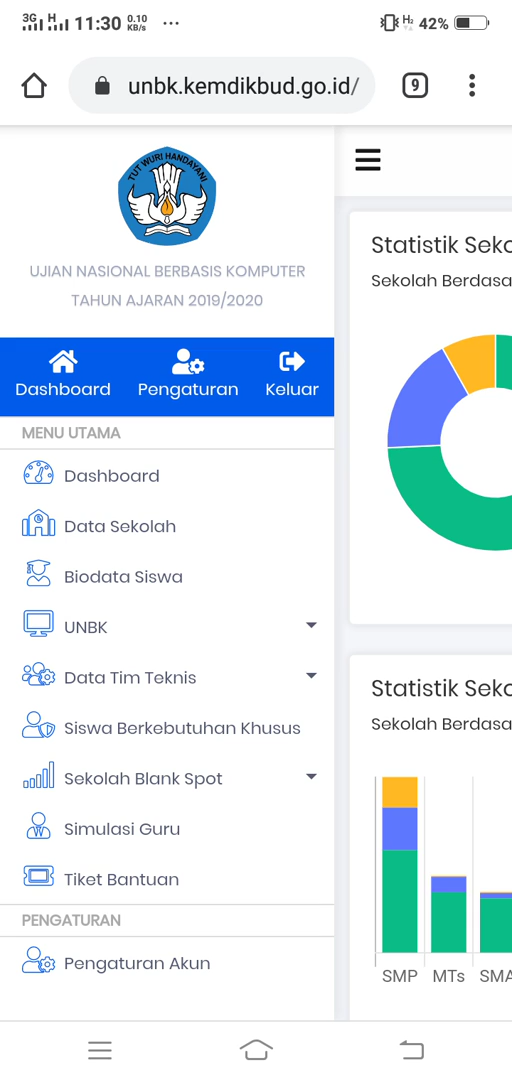 3G H 11:30 0.10 KB/s ... 42%
unbk.kemdikbud.go.id/ 9
TUT WURI HANDAYANI
UJIAN NASIONAL BERBASIS KOMPUTER
TAHUN AJARAN 2019/2020
Dashboard Pengaturan Keluar
MENU UTAMA
Dashboard
Data Sekolah
Biodata Siswa
UNBK
Data Tim Teknis
Siswa Berkebutuhan Khusus
Sekolah Blank Spot
Simulasi Guru
Tiket Bantuan
PENGATURAN
Pengaturan Akun
Statistik Seko
Sekolah Berdasa
Statistik Seko
Sekolah Berdasa
SMP MTs SMA